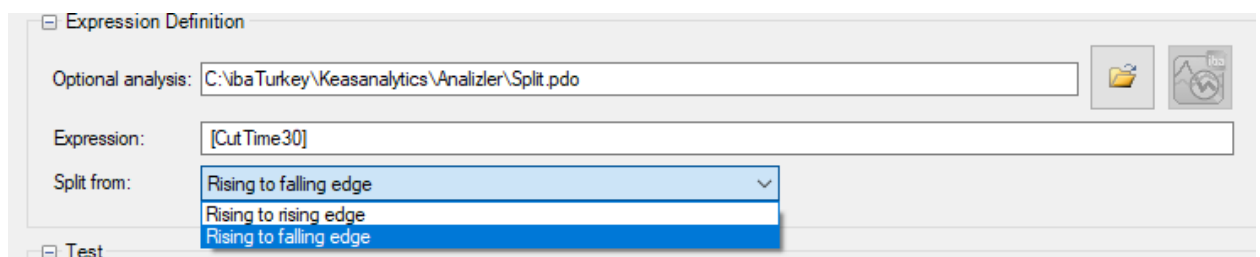 Expression Definition
Optional analysis: C:\ibaTurkey\Keasanalytics\Analizler\Split.pdo
iba
Expression: [CutTime30]
Split from: Rising to falling edge
Rising to rising edge
Rising to falling edge
Test